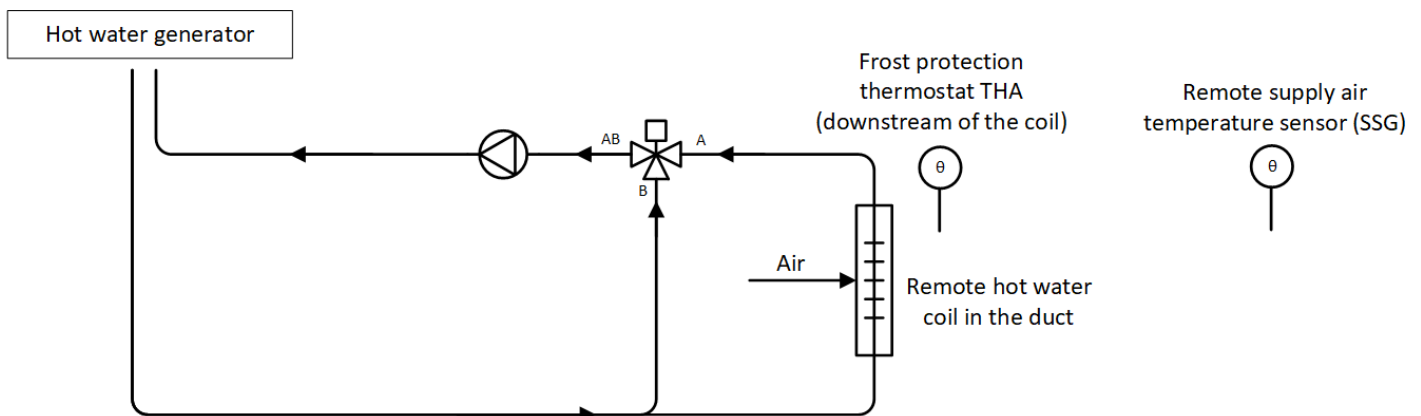 Hot water generator
Frost protection
thermostat THA
(downstream of the coil)
Remote supply air
temperature sensor (SSG)
AB
A
B
θ
θ
Air
Remote hot water
coil in the duct